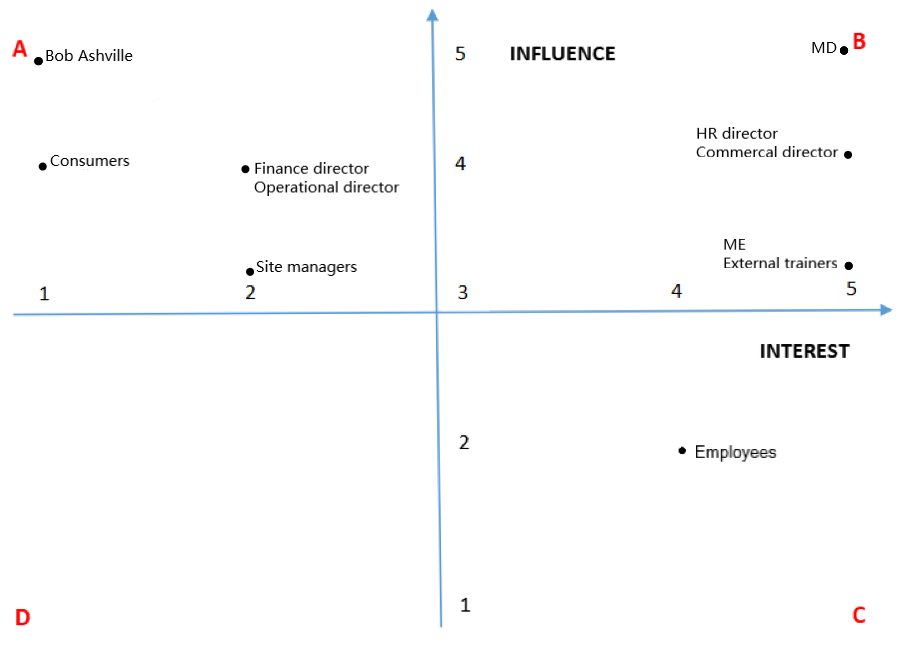 A
Bob Ashville
5
INFLUENCE
MD
B
Consumers
Finance director
Operational director
4
HR director
Commercal director
Site managers
ME
External trainers
1
2
3
4
5
INTEREST
2
Employees
1
D
C